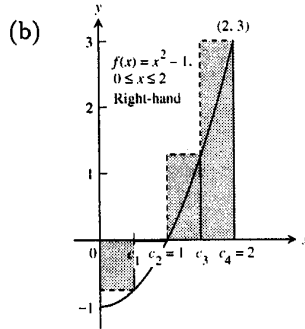 (b)
y
3
(2, 3)
f(x) = x² − 1,
0 ≤ x ≤ 2
Right-hand
2
1
0 c₁ c₂ = 1 c₃ c₄ = 2
−1